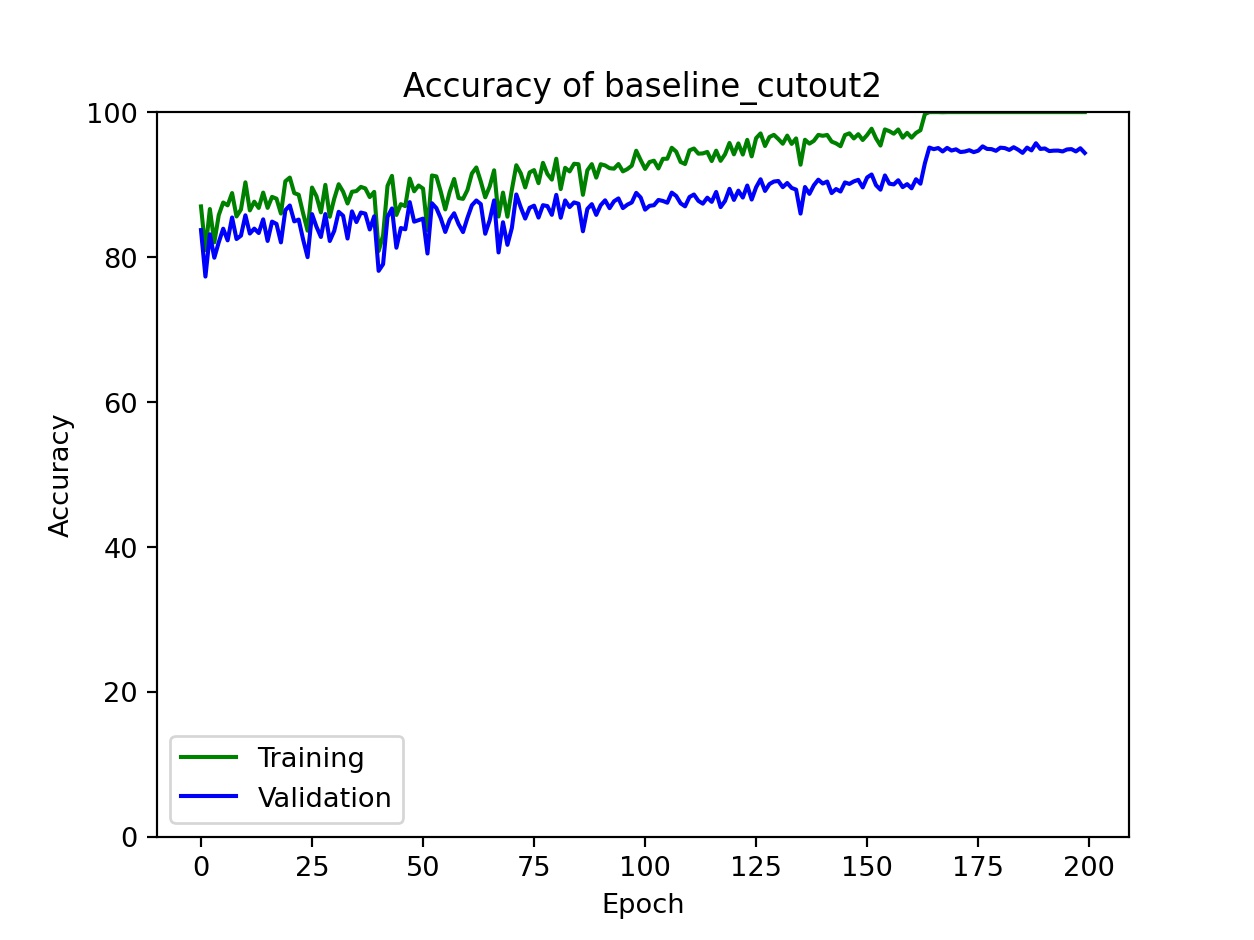 Accuracy of baseline_cutout2
100
80
60
40
20
0
Accuracy
Training
Validation
0 25 50 75 100 125 150 175 200
Epoch